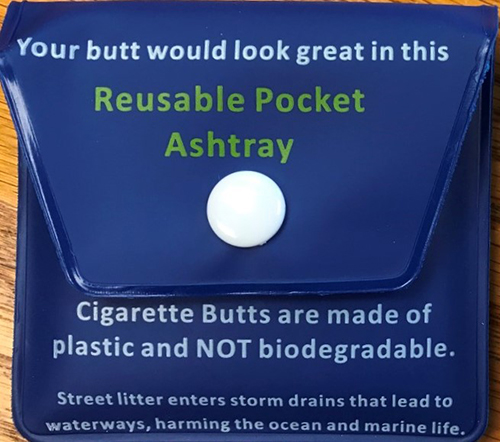 Your butt would look great in this
Reusable Pocket
Ashtray
Cigarette Butts are made of
plastic and NOT biodegradable.
Street litter enters storm drains that lead to
waterways, harming the ocean and marine life.